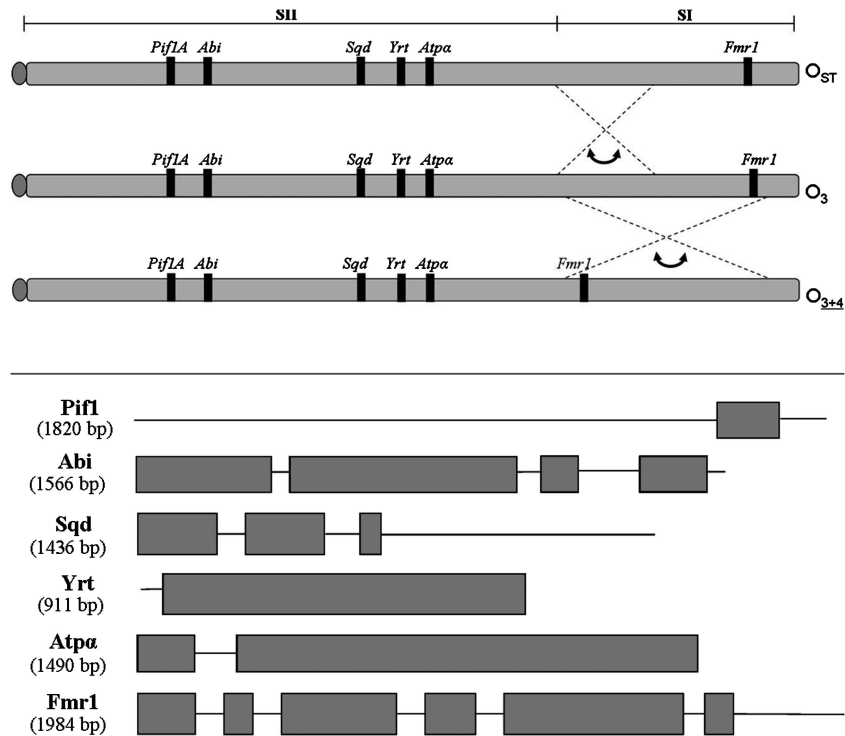 SII SI
Pif1A Abi Sqd Yrt Atpα Fmr1
OST
Pif1A Abi Sqd Yrt Atpα Fmr1
O3
Pif1A Abi Sqd Yrt Atpα Fmr1
O3+4
Pif1
(1820 bp)
Abi
(1566 bp)
Sqd
(1436 bp)
Yrt
(911 bp)
Atpα
(1490 bp)
Fmr1
(1984 bp)